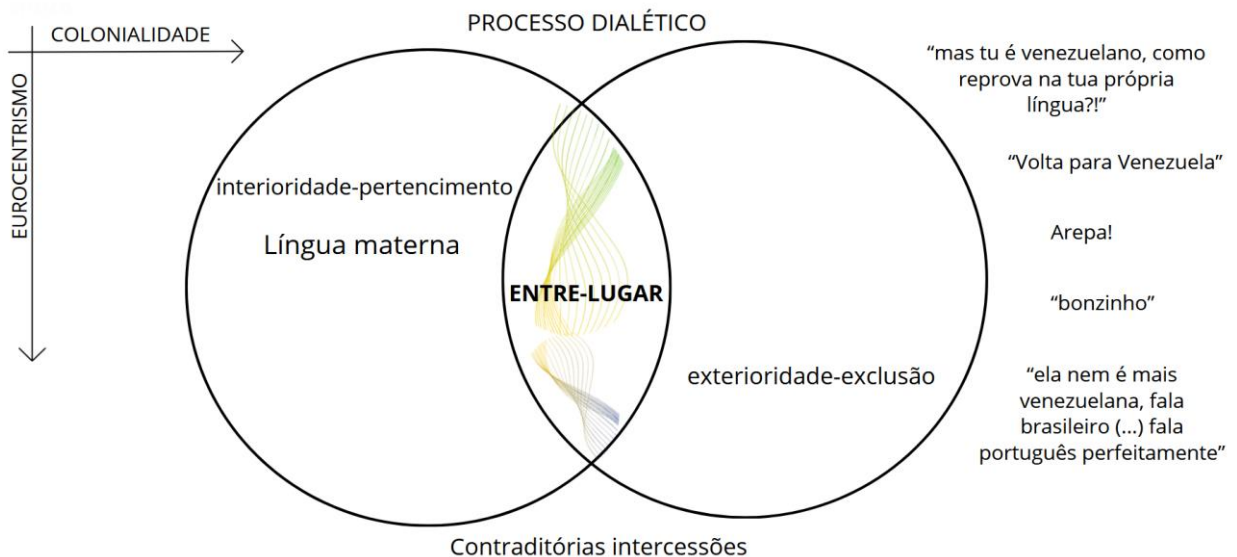 PROCESSO DIALÉTICO
COLONIALIDADE
EUROCENTRISMO
interioridade-pertencimento
Língua materna
ENTRE-LUGAR
exterioridade-exclusão
Contraditórias intercessões
“mas tu é venezuelano, como
reprova na tua própria
língua?!”
“Volta para Venezuela”
Arepa!
“bonzinho”
“ela nem é mais
venezuelana, fala
brasileiro (...) fala
português perfeitamente”